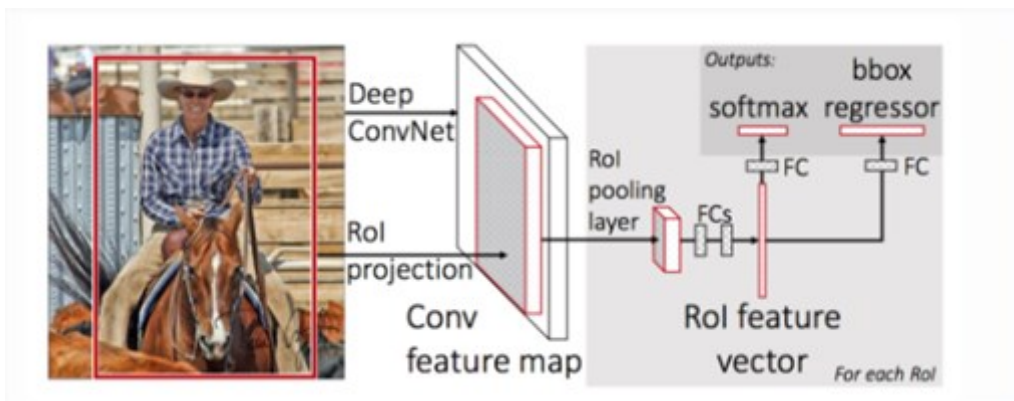 Deep
ConvNet
RoI
projection
Conv
feature map
RoI
pooling
layer
FCs
Outputs:
softmax
bbox
regressor
FC
FC
RoI feature
vector
For each RoI